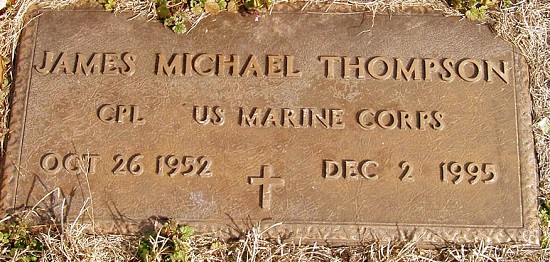 JAMES MICHAEL THOMPSON
CPL US MARINE CORPS
OCT 26 1952 DEC 2 1995